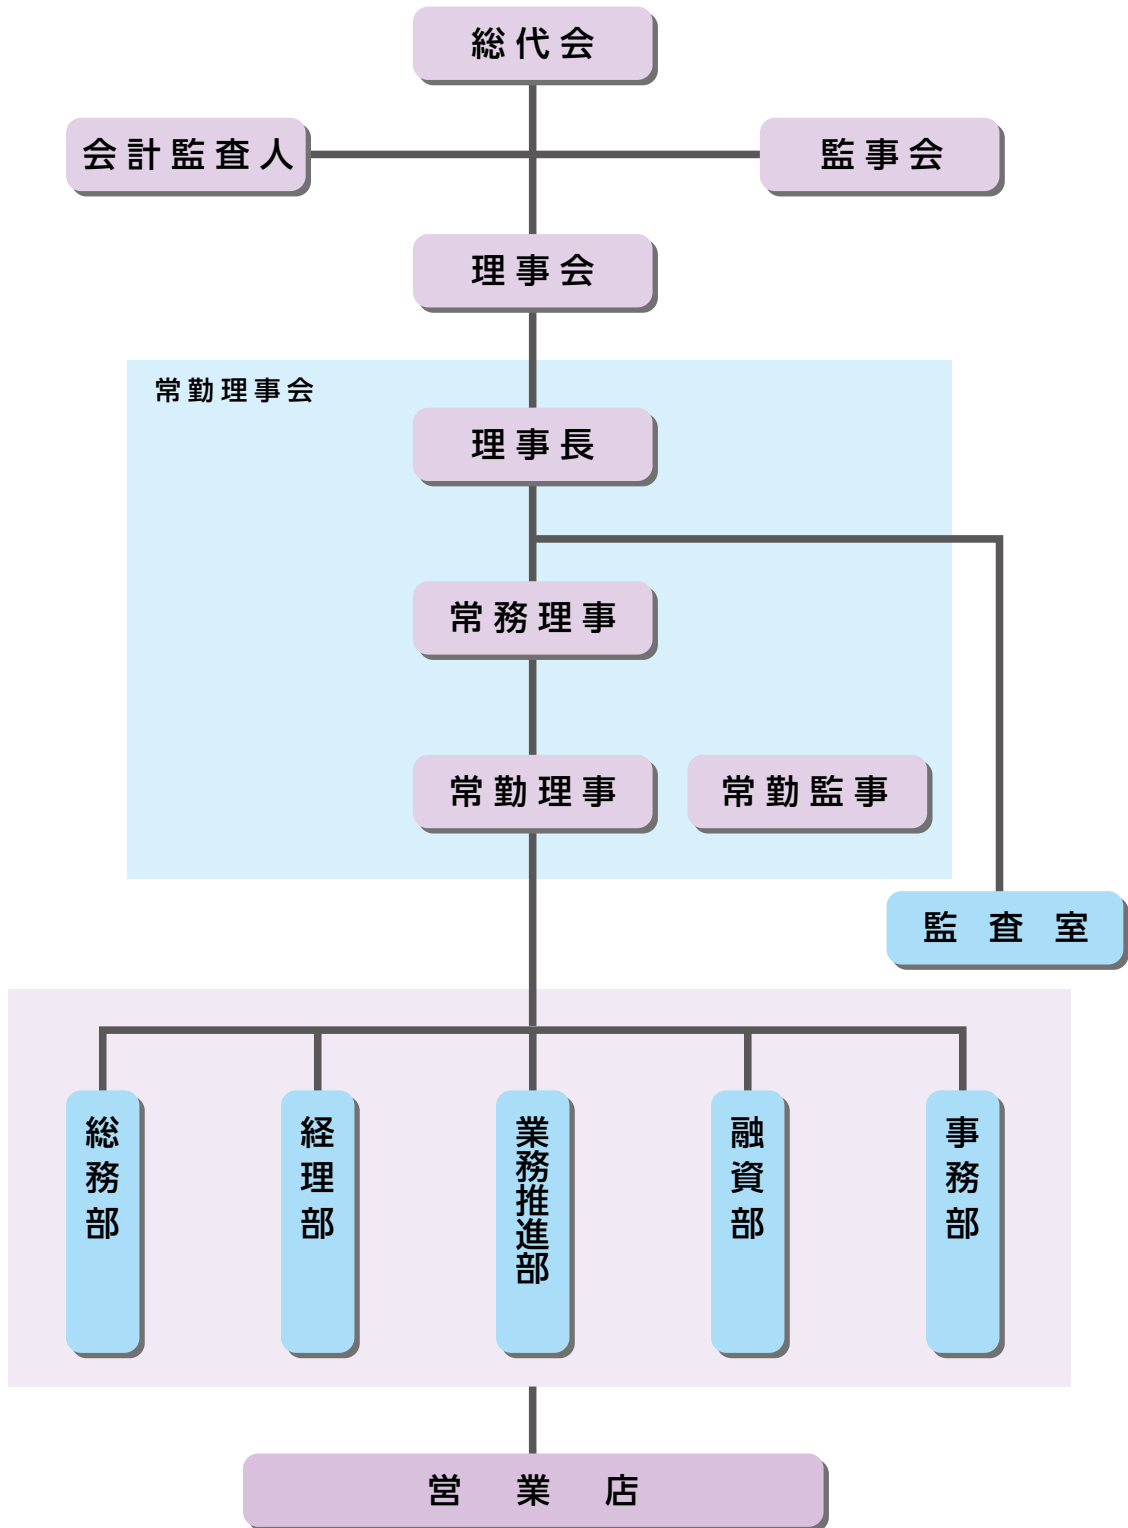 総代会
会計監査人
監事会
理事会
常勤理事会
理事長
常務理事
常勤理事
常勤監事
監査室
総務部
経理部
業務推進部
融資部
事務部
営業店